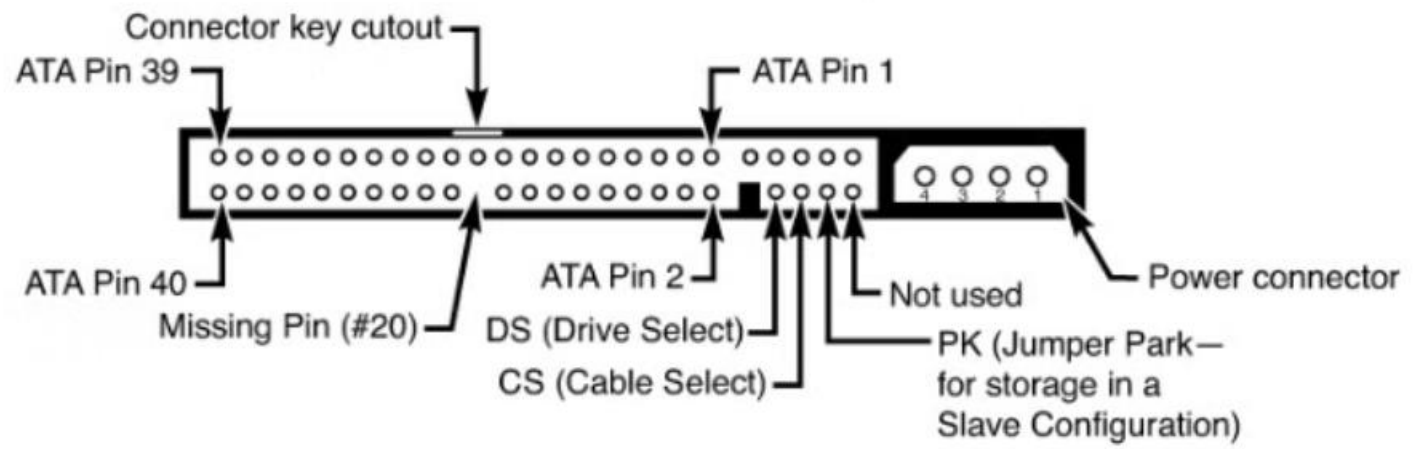 Connector key cutout
ATA Pin 39
ATA Pin 1
4 3 2 1
ATA Pin 40
ATA Pin 2
Power connector
Not used
Missing Pin (#20)
DS (Drive Select)
PK (Jumper Park—
for storage in a
Slave Configuration)
CS (Cable Select)